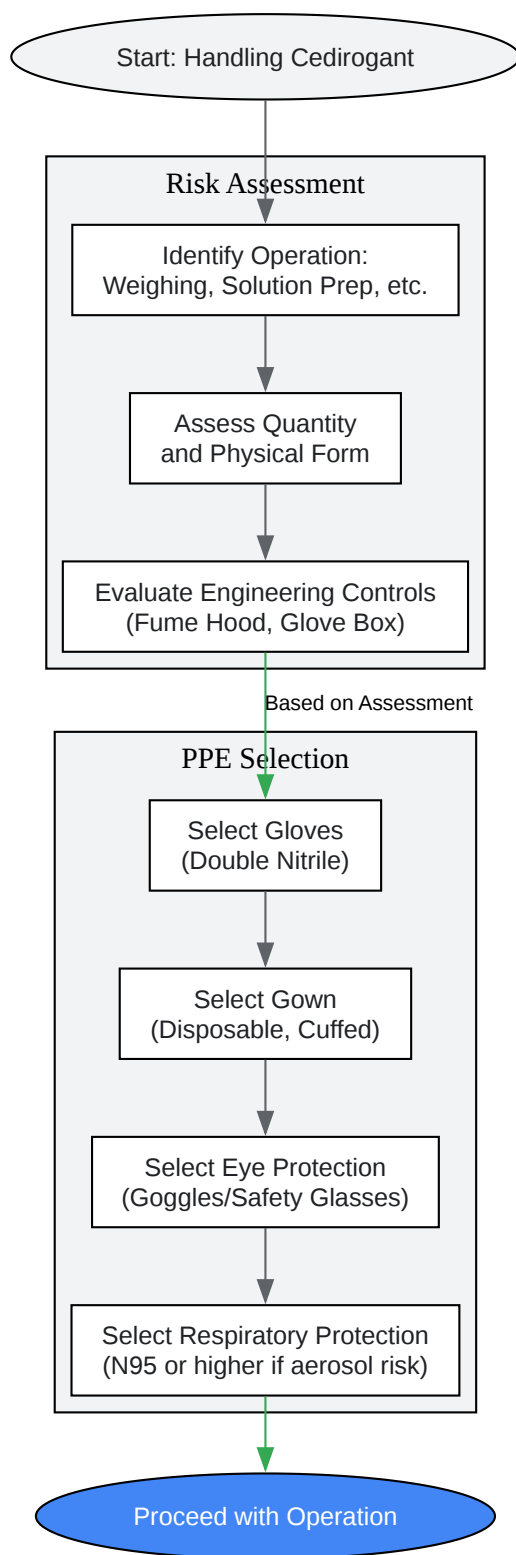 Start: Handling Cedirogant
Risk Assessment
Identify Operation:
Weighing, Solution Prep, etc.
Assess Quantity
and Physical Form
Evaluate Engineering Controls
(Fume Hood, Glove Box)
Based on Assessment
PPE Selection
Select Gloves
(Double Nitrile)
Select Gown
(Disposable, Cuffed)
Select Eye Protection
(Goggles/Safety Glasses)
Select Respiratory Protection
(N95 or higher if aerosol risk)
Proceed with Operation